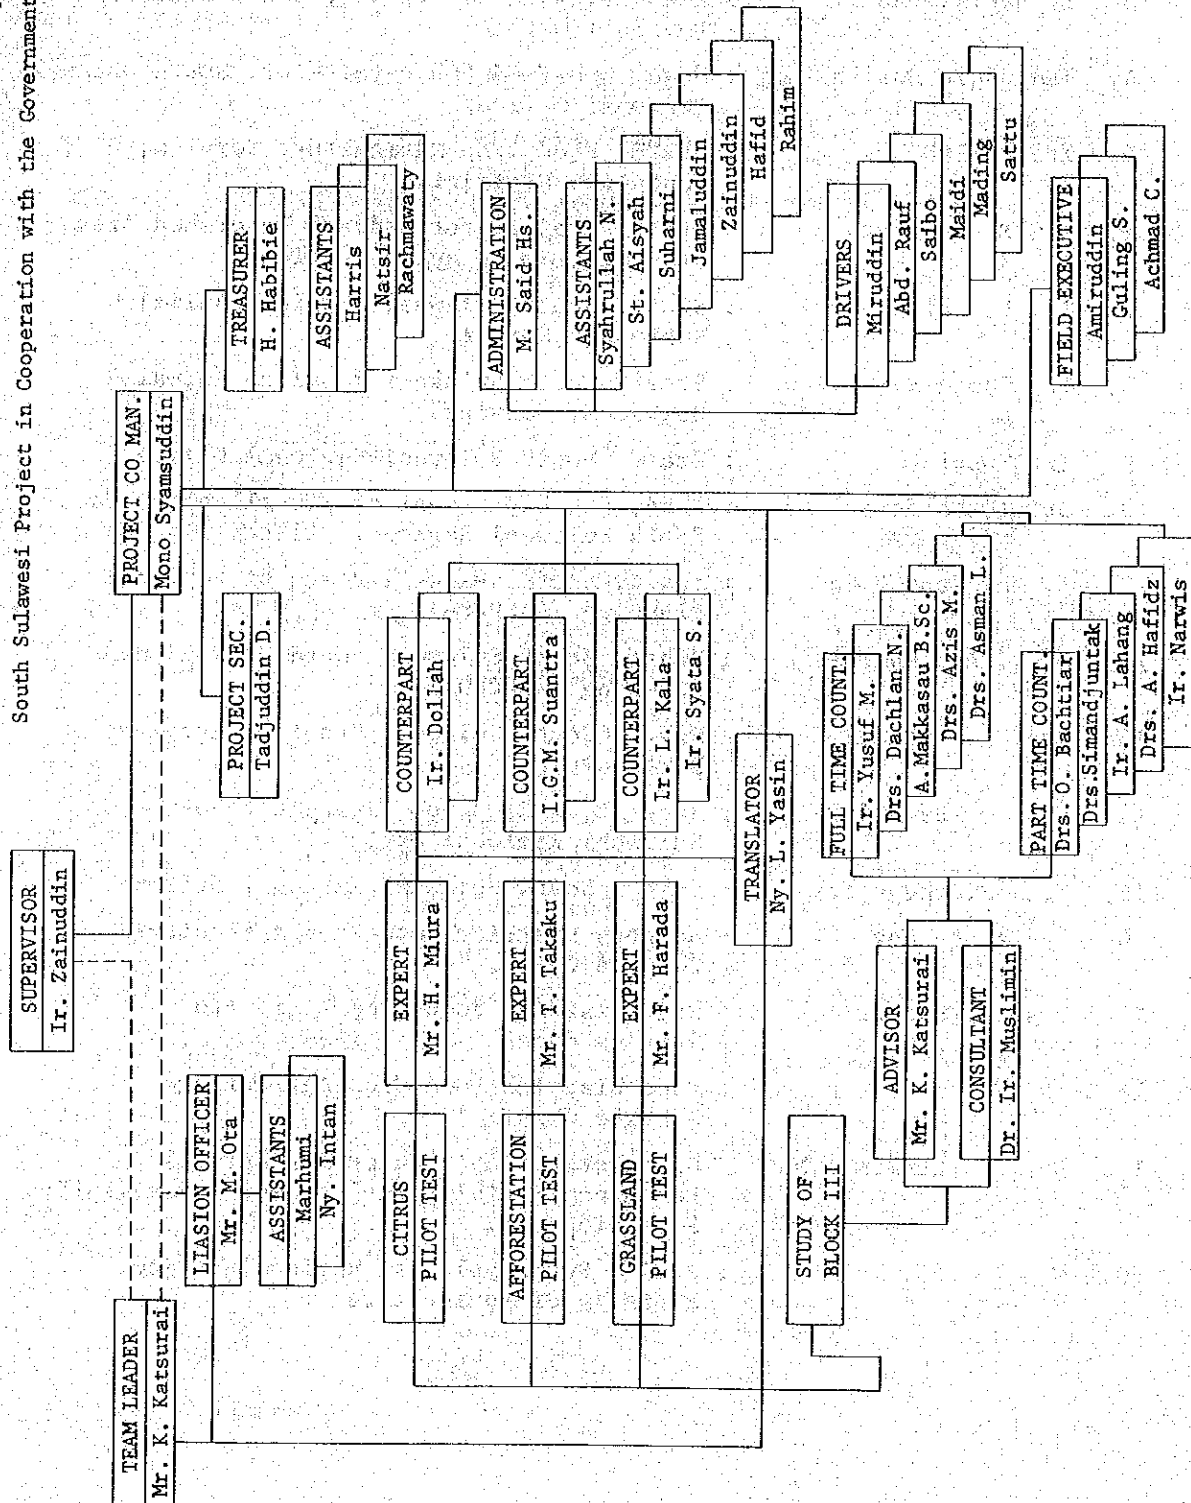 South Sulawesi Project in Cooperation with the Government
SUPERVISOR
Ir. Zainuddin
TEAM LEADER
Mr. K. Katsurai
PROJECT CO MAN.
Mono Syamsuddin
LIASION OFFICER
Mr. M. Ota
ASSISTANTS
Marhumi
Ny. Intan
PROJECT SEC.
Tadjuddin D.
TREASURER
H. Habibie
ASSISTANTS
Harris
Natsir
Rachmawaty
CITRUS
PILOT TEST
EXPERT
Mr. H. Miura
COUNTERPART
Ir. Dollah
AFFORESTATION
PILOT TEST
EXPERT
Mr. T. Takaku
COUNTERPART
I.G.M. Suantra
GRASSLAND
PILOT TEST
EXPERT
Mr. F. Harada
COUNTERPART
Ir. L. Kala
Ir. Syata S.
ADMINISTRATION
M. Said Hs.
ASSISTANTS
Syahrullah N.
St. Aisyah
Suharni
Jamaluddin
Zainuddin
Hafid
Rahim
TRANSLATOR
Ny. L. Yasin
DRIVERS
Miruddin
Abd. Rauf
Saibo
Maidi
Mading
Sattu
STUDY OF
BLOCK III
ADVISOR
Mr. K. Katsurai
CONSULTANT
Dr. Ir. Muslimin
FULL TIME COUNT.
Ir. Yusuf M.
Drs. Dachlan N.
A.Makkasau B.Sc.
Drs. Azis M.
Drs. Asman L.
PART TIME COUNT.
Drs. O. Bachtiar
Drs.Simandjuntak
Ir. A. Lahang
Drs. A. Hafidz
Ir. Narwis
FIELD EXECUTIVE
Amiruddin
Guling S.
Achmad C.